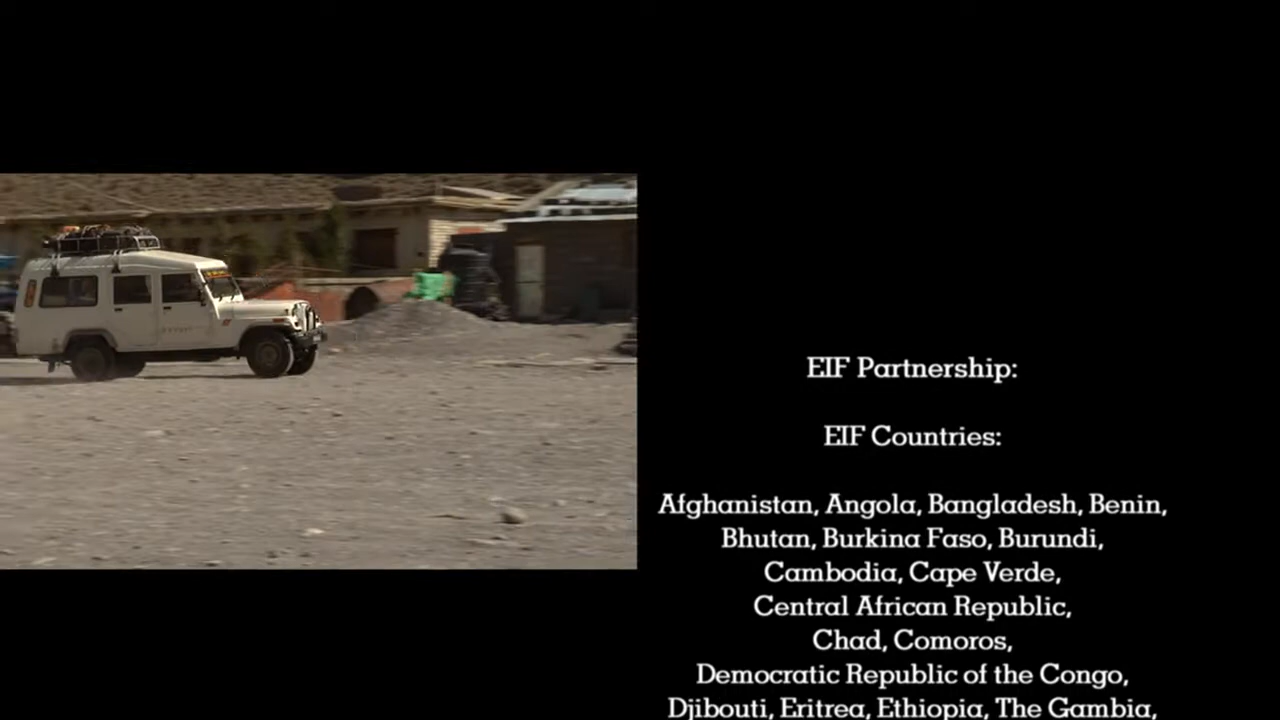 EIF Partnership:
EIF Countries:
Afghanistan, Angola, Bangladesh, Benin,
Bhutan, Burkina Faso, Burundi,
Cambodia, Cape Verde,
Central African Republic,
Chad, Comoros,
Democratic Republic of the Congo,
Djibouti, Eritrea, Ethiopia, The Gambia,